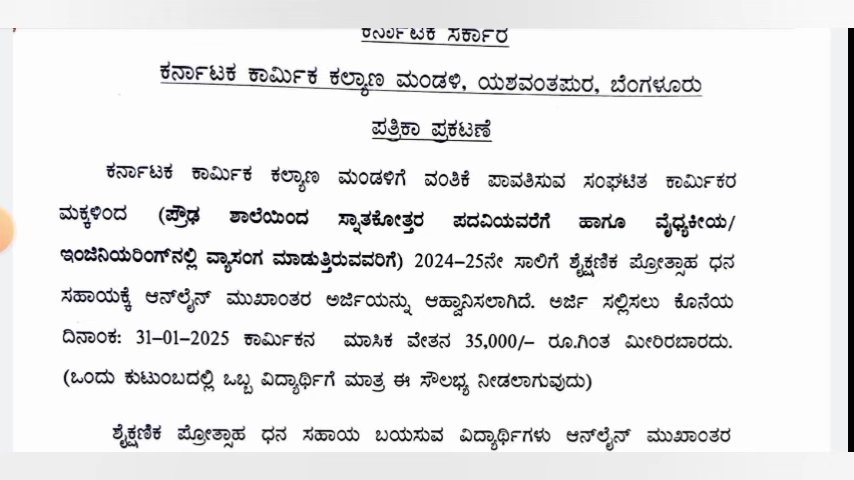 ಕರ್ನಾಟಕ ಸರ್ಕಾರ
ಕರ್ನಾಟಕ ಕಾರ್ಮಿಕ ಕಲ್ಯಾಣ ಮಂಡಳಿ, ಯಶವಂತಪುರ, ಬೆಂಗಳೂರು
ಪತ್ರಿಕಾ ಪ್ರಕಟಣೆ
ಕರ್ನಾಟಕ ಕಾರ್ಮಿಕ ಕಲ್ಯಾಣ ಮಂಡಳಿಗೆ ವಂತಿಕೆ ಪಾವತಿಸುವ ಸಂಘಟಿತ ಕಾರ್ಮಿಕರ
ಮಕ್ಕಳಿಂದ (ಪ್ರೌಢ ಶಾಲೆಯಿಂದ ಸ್ನಾತಕೋತ್ತರ ಪದವಿಯವರೆಗೆ ಹಾಗೂ ವೈಧ್ಯಕೀಯ/
ಇಂಜಿನಿಯರಿಂಗ್‌ನಲ್ಲಿ ವ್ಯಾಸಂಗ ಮಾಡುತ್ತಿರುವವರಿಗೆ) 2024–25ನೇ ಸಾಲಿಗೆ ಶೈಕ್ಷಣಿಕ ಪ್ರೋತ್ಸಾಹ ಧನ
ಸಹಾಯಕ್ಕೆ ಆನ್‌ಲೈನ್ ಮುಖಾಂತರ ಅರ್ಜಿಯನ್ನು ಆಹ್ವಾನಿಸಲಾಗಿದೆ. ಅರ್ಜಿ ಸಲ್ಲಿಸಲು ಕೊನೆಯ
ದಿನಾಂಕ: 31–01–2025 ಕಾರ್ಮಿಕನ ಮಾಸಿಕ ವೇತನ 35,000/– ರೂ.ಗಿಂತ ಮೀರಿರಬಾರದು.
(ಒಂದು ಕುಟುಂಬದಲ್ಲಿ ಒಬ್ಬ ವಿದ್ಯಾರ್ಥಿಗೆ ಮಾತ್ರ ಈ ಸೌಲಭ್ಯ ನೀಡಲಾಗುವುದು)
ಶೈಕ್ಷಣಿಕ ಪ್ರೋತ್ಸಾಹ ಧನ ಸಹಾಯ ಬಯಸುವ ವಿದ್ಯಾರ್ಥಿಗಳು ಆನ್‌ಲೈನ್ ಮುಖಾಂತರ